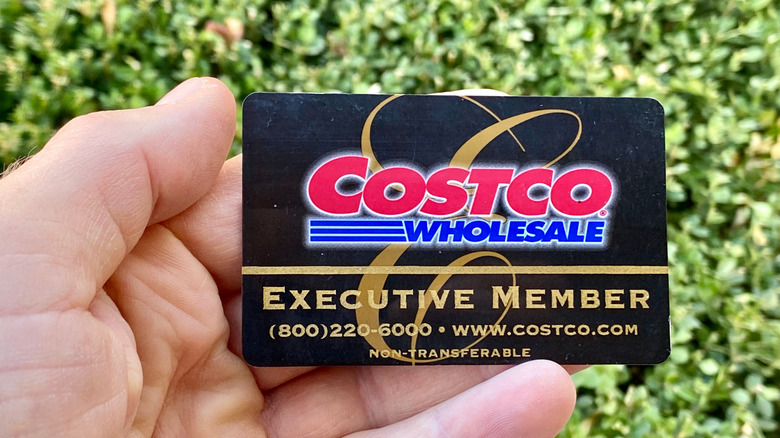 COSTCO®
WHOLESALE
EXECUTIVE MEMBER
(800)220-6000 • WWW.COSTCO.COM
NON-TRANSFERABLE